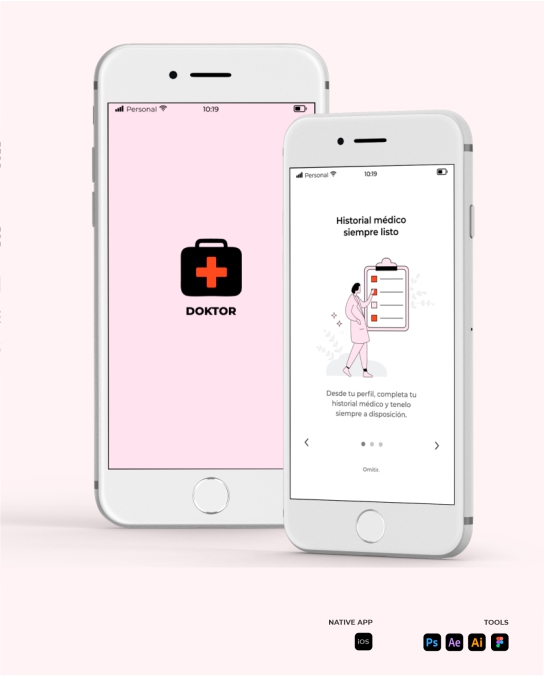 Personal 10:19
DOKTOR
Personal 10:19
Historial médico
siempre listo
Desde tu perfil, completa tu
historial médico y tenelo
siempre a disposición.
Omitir.
NATIVE APP
iOS
TOOLS
Ps Ae Ai